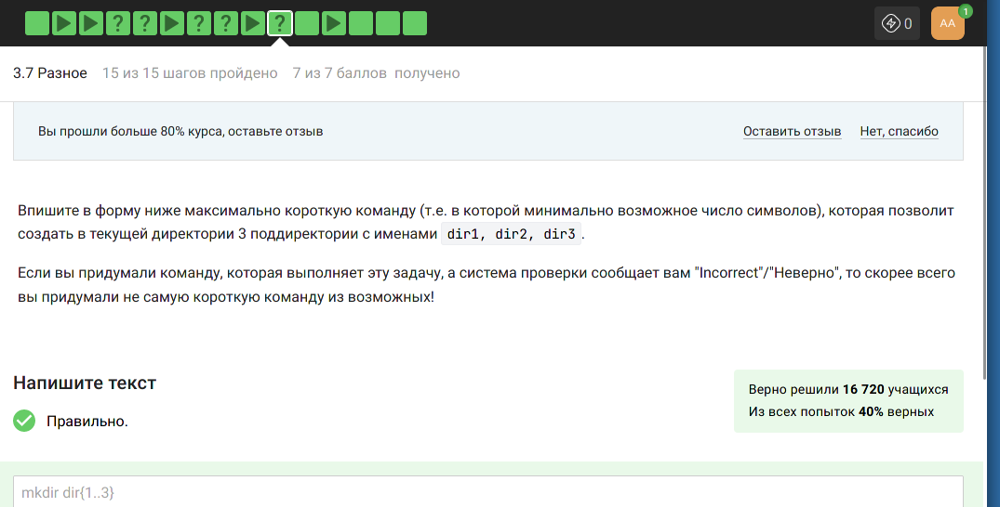 ? ? ? ? ?
0
AA
1
3.7 Разное 15 из 15 шагов пройдено 7 из 7 баллов получено
Вы прошли больше 80% курса, оставьте отзыв Оставить отзыв Нет, спасибо
Впишите в форму ниже максимально короткую команду (т.е. в которой минимально возможное число символов), которая позволит
создать в текущей директории 3 поддиректории с именами dir1, dir2, dir3 .
Если вы придумали команду, которая выполняет эту задачу, а система проверки сообщает вам "Incorrect"/"Неверно", то скорее всего
вы придумали не самую короткую команду из возможных!
Напишите текст
Правильно.
Верно решили 16 720 учащихся
Из всех попыток 40% верных
mkdir dir{1..3}